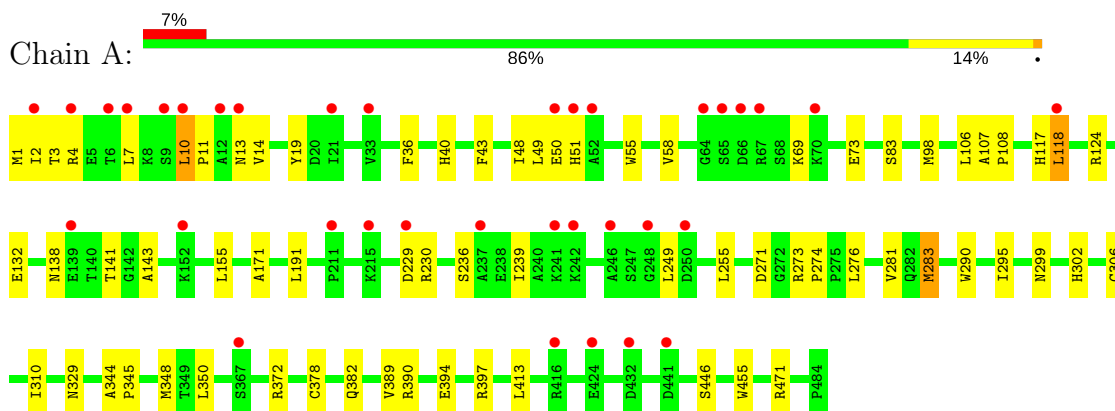 7%
Chain A:
86% 14% •
M1 I2 T3 R4 E5 T6 L7 K8 S9 L10 P11 A12 N13 V14 Y19 D20 I21 V33 F36 H40 F43 I48 L49 E50 H51 A52 W55 V58 G64 S65 D66 R67 S68 K69 K70 E73 S83 M98 L106 A107 P108 H117 L118 R124
E132 N138 E139 T140 T141 G142 A143 K152 L155 A171 L191 P211 K215 D229 R230 S236 A237 E238 I239 A240 K241 K242 A246 S247 G248 L249 D250 L255 D271 G272 R273 P274 P275 L276 V281 Q282 M283 W290 I295 N299 H302
I310 N329 A344 P345 M348 T349 L350 S367 R372 C378 Q382 V389 R390 E394 R397 L413 R416 E424 D432 D441 S446 W455 R471 P484